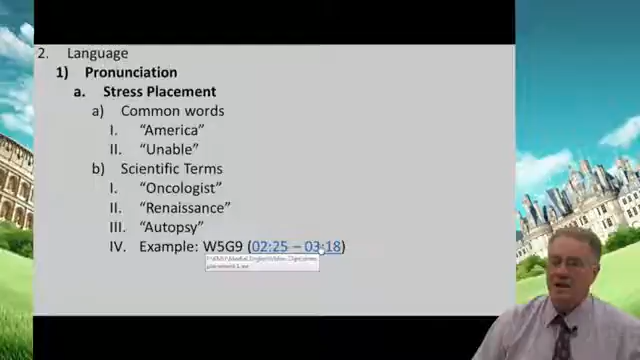 2. Language
1) Pronunciation
a. Stress Placement
a) Common words
I. “America”
II. “Unable”
b) Scientific Terms
I. “Oncologist”
II. “Renaissance”
III. “Autopsy”
IV. Example: W5G9 (02:25 – 03:18)